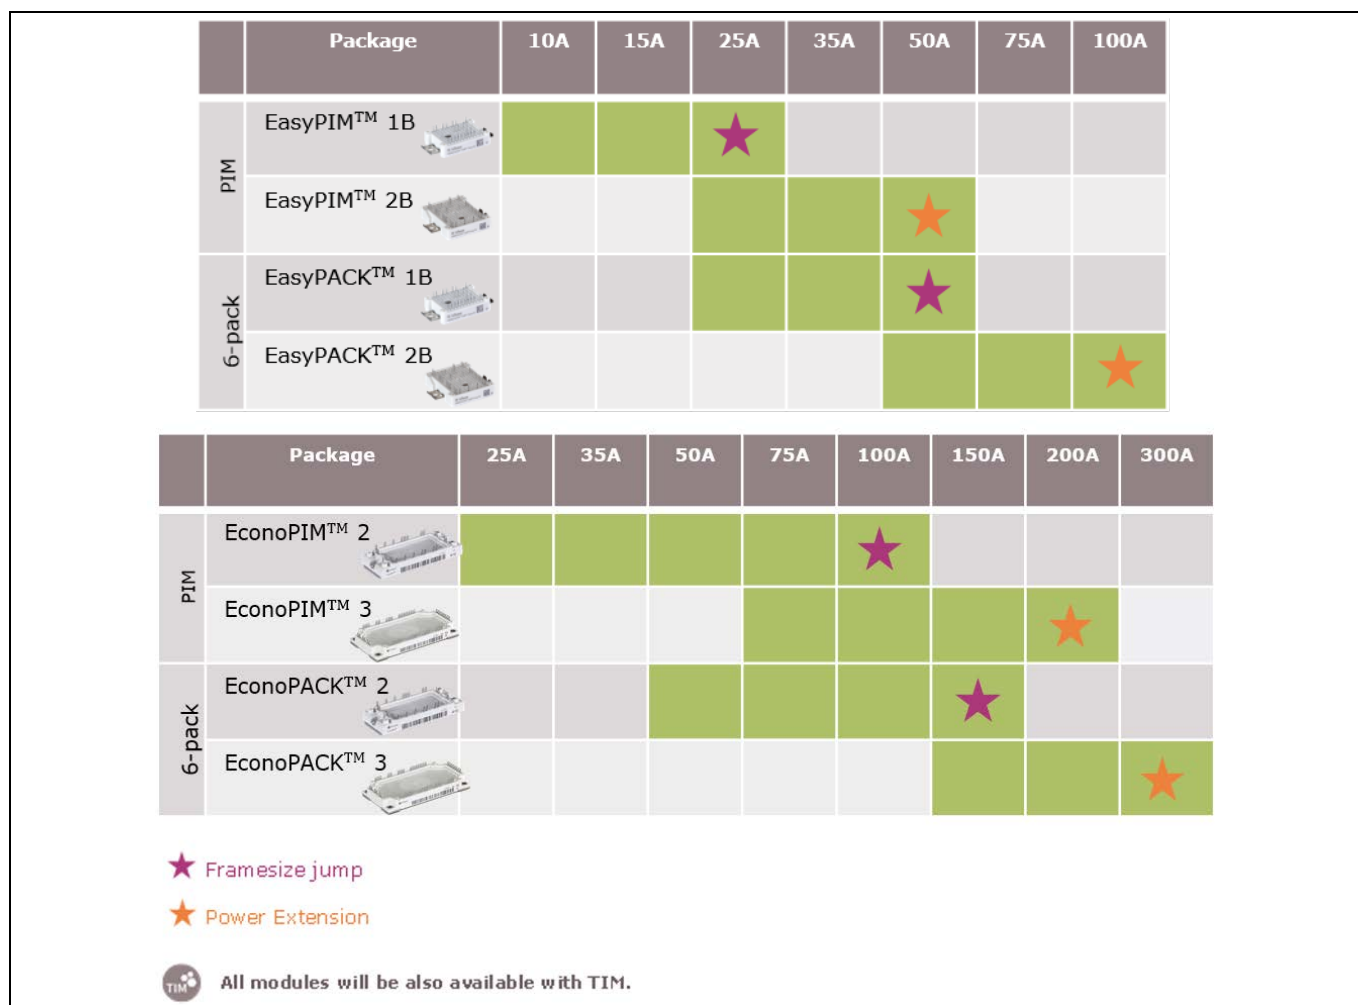 Package 10A 15A 25A 35A 50A 75A 100A
PIM
EasyPIM™ 1B
EasyPIM™ 2B
6-pack
EasyPACK™ 1B
EasyPACK™ 2B
Package 25A 35A 50A 75A 100A 150A 200A 300A
PIM
EconoPIM™ 2
EconoPIM™ 3
6-pack
EconoPACK™ 2
EconoPACK™ 3
Framesize jump
Power Extension
TIM All modules will be also available with TIM.